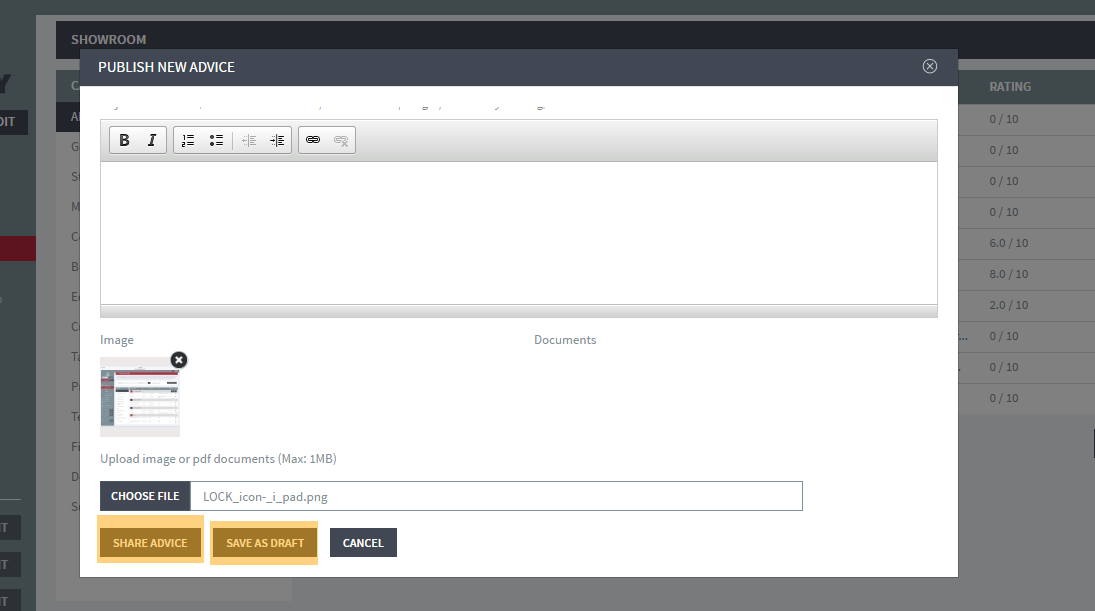 SHOWROOM
PUBLISH NEW ADVICE
RATING
0 / 10
0 / 10
0 / 10
0 / 10
6.0 / 10
8.0 / 10
2.0 / 10
0 / 10
0 / 10
0 / 10
B I
Image
Documents
Upload image or pdf documents (Max: 1MB)
CHOOSE FILE LOCK_icon-_i_pad.png
SHARE ADVICE SAVE AS DRAFT CANCEL